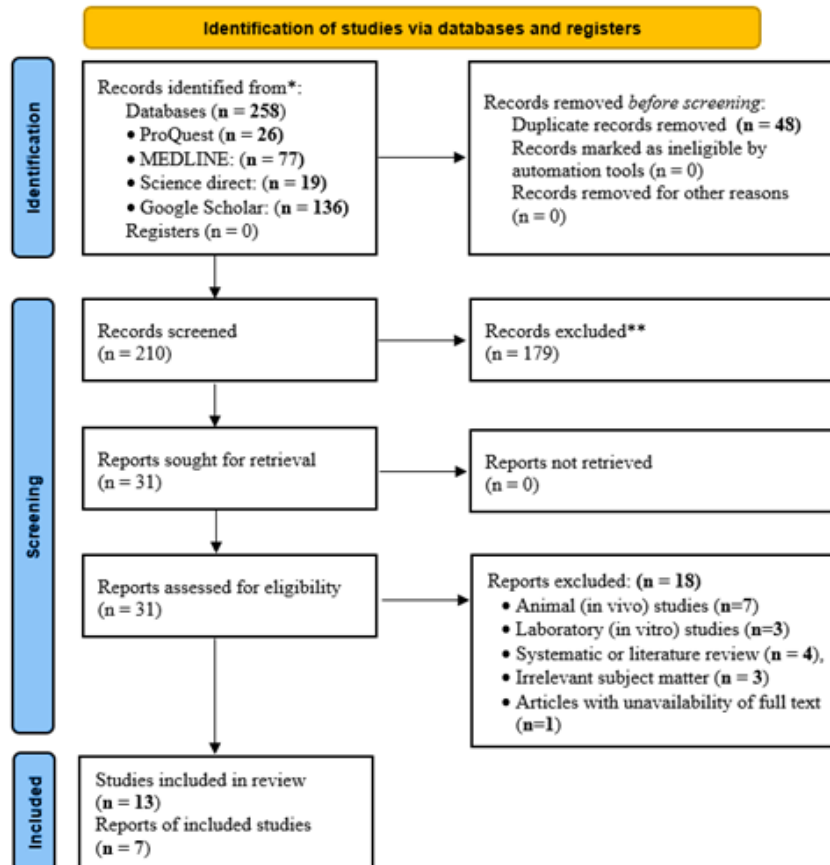 Identification of studies via databases and registers
Identification
Records identified from*:
Databases (n = 258)
• ProQuest (n = 26)
• MEDLINE: (n = 77)
• Science direct: (n = 19)
• Google Scholar: (n = 136)
Registers (n = 0)
Records removed before screening:
Duplicate records removed (n = 48)
Records marked as ineligible by
automation tools (n = 0)
Records removed for other reasons
(n = 0)
Screening
Records screened
(n = 210)
Records excluded**
(n = 179)
Reports sought for retrieval
(n = 31)
Reports not retrieved
(n = 0)
Reports assessed for eligibility
(n = 31)
Reports excluded: (n = 18)
• Animal (in vivo) studies (n=7)
• Laboratory (in vitro) studies (n=3)
• Systematic or literature review (n = 4),
• Irrelevant subject matter (n = 3)
• Articles with unavailability of full text
(n=1)
Included
Studies included in review
(n = 13)
Reports of included studies
(n = 7)